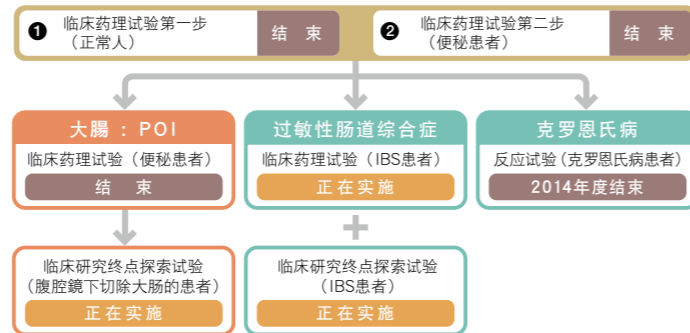 ❶ 临床药理试验第一步
（正常人）
结 束
❷ 临床药理试验第二步
（便秘患者）
结 束
大腸 : POI
临床药理试验（便秘患者）
结 束
过敏性肠道综合症
临床药理试验（IBS患者）
正在实施
克罗恩氏病
反应试验（克罗恩氏病患者）
2014年度结束
临床研究终点探索试验
（腹腔鏡下切除大肠的患者）
正在实施
临床研究终点探索试验
（IBS患者）
正在实施